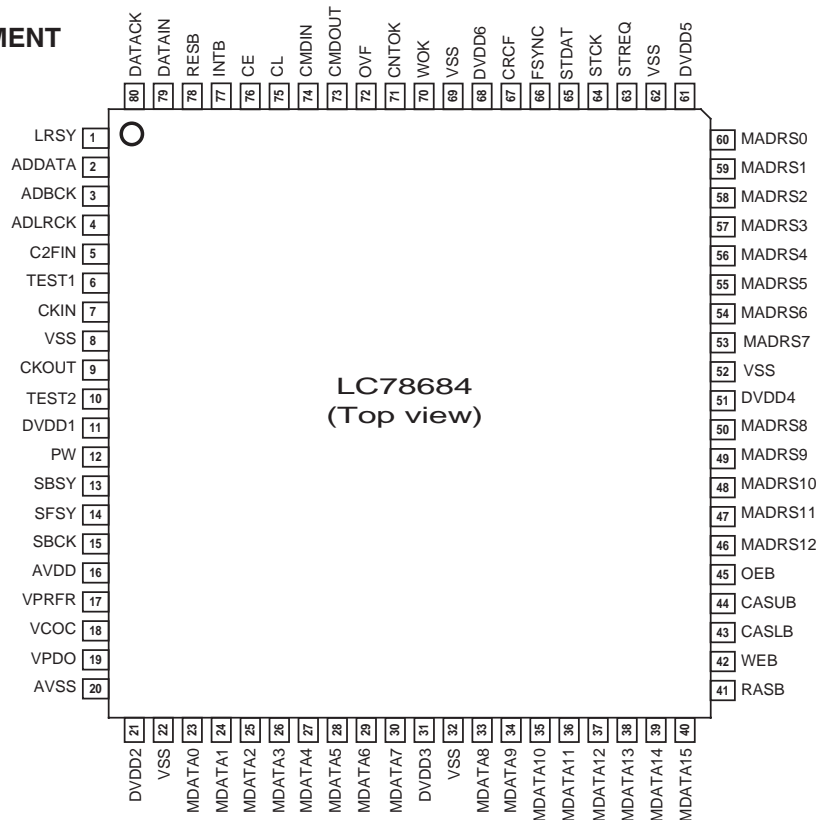 MENT
DATACK
DATAIN
RESB
INTB
CE
CL
CMDIN
CMDOUT
OVF
CNTOK
WOK
VSS
DVDD6
CRCF
FSYNC
STDAT
STCK
STREQ
VSS
DVDD5
80 79 78 77 76 75 74 73 72 71 70 69 68 67 66 65 64 63 62 61
LRSY 1
ADDATA 2
ADBCK 3
ADLRCK 4
C2FIN 5
TEST1 6
CKIN 7
VSS 8
CKOUT 9
TEST2 10
DVDD1 11
PW 12
SBSY 13
SFSY 14
SBCK 15
AVDD 16
VPRFR 17
VCOC 18
VPDO 19
AVSS 20
LC78684
(Top view)
60 MADRS0
59 MADRS1
58 MADRS2
57 MADRS3
56 MADRS4
55 MADRS5
54 MADRS6
53 MADRS7
52 VSS
51 DVDD4
50 MADRS8
49 MADRS9
48 MADRS10
47 MADRS11
46 MADRS12
45 OEB
44 CASUB
43 CASLB
42 WEB
41 RASB
21 22 23 24 25 26 27 28 29 30 31 32 33 34 35 36 37 38 39 40
DVDD2
VSS
MDATA0
MDATA1
MDATA2
MDATA3
MDATA4
MDATA5
MDATA6
MDATA7
DVDD3
VSS
MDATA8
MDATA9
MDATA10
MDATA11
MDATA12
MDATA13
MDATA14
MDATA15